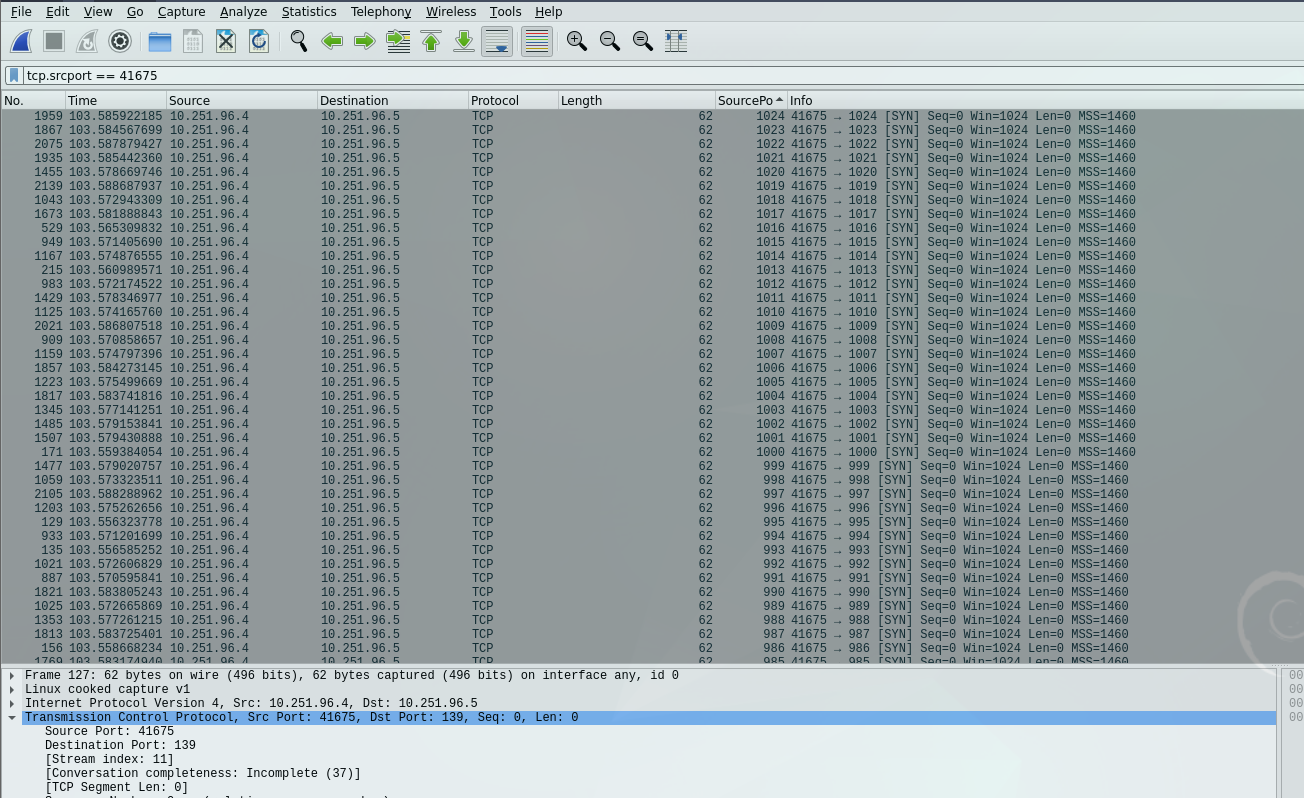 File Edit View Go Capture Analyze Statistics Telephony Wireless Tools Help
tcp.srcport == 41675
No. Time Source Destination Protocol Length SourcePo Info
1959 103.585922185 10.251.96.4 10.251.96.5 TCP 62 1024 41675 → 1024 [SYN] Seq=0 Win=1024 Len=0 MSS=1460
1867 103.584567699 10.251.96.4 10.251.96.5 TCP 62 1023 41675 → 1023 [SYN] Seq=0 Win=1024 Len=0 MSS=1460
2075 103.587879427 10.251.96.4 10.251.96.5 TCP 62 1022 41675 → 1022 [SYN] Seq=0 Win=1024 Len=0 MSS=1460
1935 103.585442360 10.251.96.4 10.251.96.5 TCP 62 1021 41675 → 1021 [SYN] Seq=0 Win=1024 Len=0 MSS=1460
1455 103.578669746 10.251.96.4 10.251.96.5 TCP 62 1020 41675 → 1020 [SYN] Seq=0 Win=1024 Len=0 MSS=1460
2139 103.588687937 10.251.96.4 10.251.96.5 TCP 62 1019 41675 → 1019 [SYN] Seq=0 Win=1024 Len=0 MSS=1460
1043 103.572943309 10.251.96.4 10.251.96.5 TCP 62 1018 41675 → 1018 [SYN] Seq=0 Win=1024 Len=0 MSS=1460
1673 103.581888843 10.251.96.4 10.251.96.5 TCP 62 1017 41675 → 1017 [SYN] Seq=0 Win=1024 Len=0 MSS=1460
529 103.565309832 10.251.96.4 10.251.96.5 TCP 62 1016 41675 → 1016 [SYN] Seq=0 Win=1024 Len=0 MSS=1460
949 103.571405690 10.251.96.4 10.251.96.5 TCP 62 1015 41675 → 1015 [SYN] Seq=0 Win=1024 Len=0 MSS=1460
1167 103.574876555 10.251.96.4 10.251.96.5 TCP 62 1014 41675 → 1014 [SYN] Seq=0 Win=1024 Len=0 MSS=1460
215 103.560989571 10.251.96.4 10.251.96.5 TCP 62 1013 41675 → 1013 [SYN] Seq=0 Win=1024 Len=0 MSS=1460
983 103.572174522 10.251.96.4 10.251.96.5 TCP 62 1012 41675 → 1012 [SYN] Seq=0 Win=1024 Len=0 MSS=1460
1429 103.578346977 10.251.96.4 10.251.96.5 TCP 62 1011 41675 → 1011 [SYN] Seq=0 Win=1024 Len=0 MSS=1460
1125 103.574165760 10.251.96.4 10.251.96.5 TCP 62 1010 41675 → 1010 [SYN] Seq=0 Win=1024 Len=0 MSS=1460
2021 103.586807518 10.251.96.4 10.251.96.5 TCP 62 1009 41675 → 1009 [SYN] Seq=0 Win=1024 Len=0 MSS=1460
909 103.570858657 10.251.96.4 10.251.96.5 TCP 62 1008 41675 → 1008 [SYN] Seq=0 Win=1024 Len=0 MSS=1460
1159 103.574797396 10.251.96.4 10.251.96.5 TCP 62 1007 41675 → 1007 [SYN] Seq=0 Win=1024 Len=0 MSS=1460
1857 103.584273145 10.251.96.4 10.251.96.5 TCP 62 1006 41675 → 1006 [SYN] Seq=0 Win=1024 Len=0 MSS=1460
1223 103.575499669 10.251.96.4 10.251.96.5 TCP 62 1005 41675 → 1005 [SYN] Seq=0 Win=1024 Len=0 MSS=1460
1817 103.583741816 10.251.96.4 10.251.96.5 TCP 62 1004 41675 → 1004 [SYN] Seq=0 Win=1024 Len=0 MSS=1460
1345 103.577141251 10.251.96.4 10.251.96.5 TCP 62 1003 41675 → 1003 [SYN] Seq=0 Win=1024 Len=0 MSS=1460
1485 103.579153841 10.251.96.4 10.251.96.5 TCP 62 1002 41675 → 1002 [SYN] Seq=0 Win=1024 Len=0 MSS=1460
1507 103.579430888 10.251.96.4 10.251.96.5 TCP 62 1001 41675 → 1001 [SYN] Seq=0 Win=1024 Len=0 MSS=1460
171 103.559384054 10.251.96.4 10.251.96.5 TCP 62 1000 41675 → 1000 [SYN] Seq=0 Win=1024 Len=0 MSS=1460
1477 103.579020757 10.251.96.4 10.251.96.5 TCP 62 999 41675 → 999 [SYN] Seq=0 Win=1024 Len=0 MSS=1460
1059 103.573323511 10.251.96.4 10.251.96.5 TCP 62 998 41675 → 998 [SYN] Seq=0 Win=1024 Len=0 MSS=1460
2105 103.588288962 10.251.96.4 10.251.96.5 TCP 62 997 41675 → 997 [SYN] Seq=0 Win=1024 Len=0 MSS=1460
1203 103.575262656 10.251.96.4 10.251.96.5 TCP 62 996 41675 → 996 [SYN] Seq=0 Win=1024 Len=0 MSS=1460
129 103.556323778 10.251.96.4 10.251.96.5 TCP 62 995 41675 → 995 [SYN] Seq=0 Win=1024 Len=0 MSS=1460
933 103.571201699 10.251.96.4 10.251.96.5 TCP 62 994 41675 → 994 [SYN] Seq=0 Win=1024 Len=0 MSS=1460
135 103.556585252 10.251.96.4 10.251.96.5 TCP 62 993 41675 → 993 [SYN] Seq=0 Win=1024 Len=0 MSS=1460
1021 103.572606829 10.251.96.4 10.251.96.5 TCP 62 992 41675 → 992 [SYN] Seq=0 Win=1024 Len=0 MSS=1460
887 103.570595841 10.251.96.4 10.251.96.5 TCP 62 991 41675 → 991 [SYN] Seq=0 Win=1024 Len=0 MSS=1460
1821 103.583805243 10.251.96.4 10.251.96.5 TCP 62 990 41675 → 990 [SYN] Seq=0 Win=1024 Len=0 MSS=1460
1025 103.572665869 10.251.96.4 10.251.96.5 TCP 62 989 41675 → 989 [SYN] Seq=0 Win=1024 Len=0 MSS=1460
1353 103.577261215 10.251.96.4 10.251.96.5 TCP 62 988 41675 → 988 [SYN] Seq=0 Win=1024 Len=0 MSS=1460
1813 103.583725401 10.251.96.4 10.251.96.5 TCP 62 987 41675 → 987 [SYN] Seq=0 Win=1024 Len=0 MSS=1460
156 103.558668234 10.251.96.4 10.251.96.5 TCP 62 986 41675 → 986 [SYN] Seq=0 Win=1024 Len=0 MSS=1460
1769 103.583174940 10.251.96.4 10.251.96.5 TCP 62 985 41675 → 985 [SYN] Seq=0 Win=1024 Len=0 MSS=1460
Frame 127: 62 bytes on wire (496 bits), 62 bytes captured (496 bits) on interface any, id 0 00
Linux cooked capture v1 00
Internet Protocol Version 4, Src: 10.251.96.4, Dst: 10.251.96.5 00
Transmission Control Protocol, Src Port: 41675, Dst Port: 139, Seq: 0, Len: 0 00
Source Port: 41675
Destination Port: 139
[Stream index: 11]
[Conversation completeness: Incomplete (37)]
[TCP Segment Len: 0]